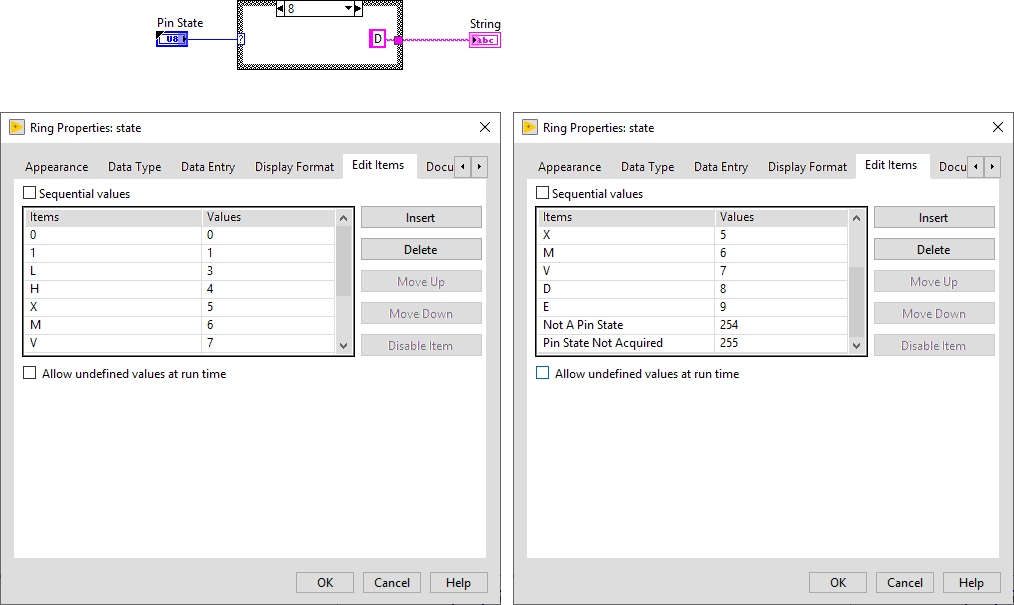 8
Pin State
String
U8
?
D
abc
Ring Properties: state
Appearance Data Type Data Entry Display Format Edit Items Docu
Sequential values
Items Values
0 0
1 1
L 3
H 4
X 5
M 6
V 7
Insert
Delete
Move Up
Move Down
Disable Item
Allow undefined values at run time
OK Cancel Help
Ring Properties: state
Appearance Data Type Data Entry Display Format Edit Items Docu
Sequential values
Items Values
X 5
M 6
V 7
D 8
E 9
Not A Pin State 254
Pin State Not Acquired 255
Insert
Delete
Move Up
Move Down
Disable Item
Allow undefined values at run time
OK Cancel Help